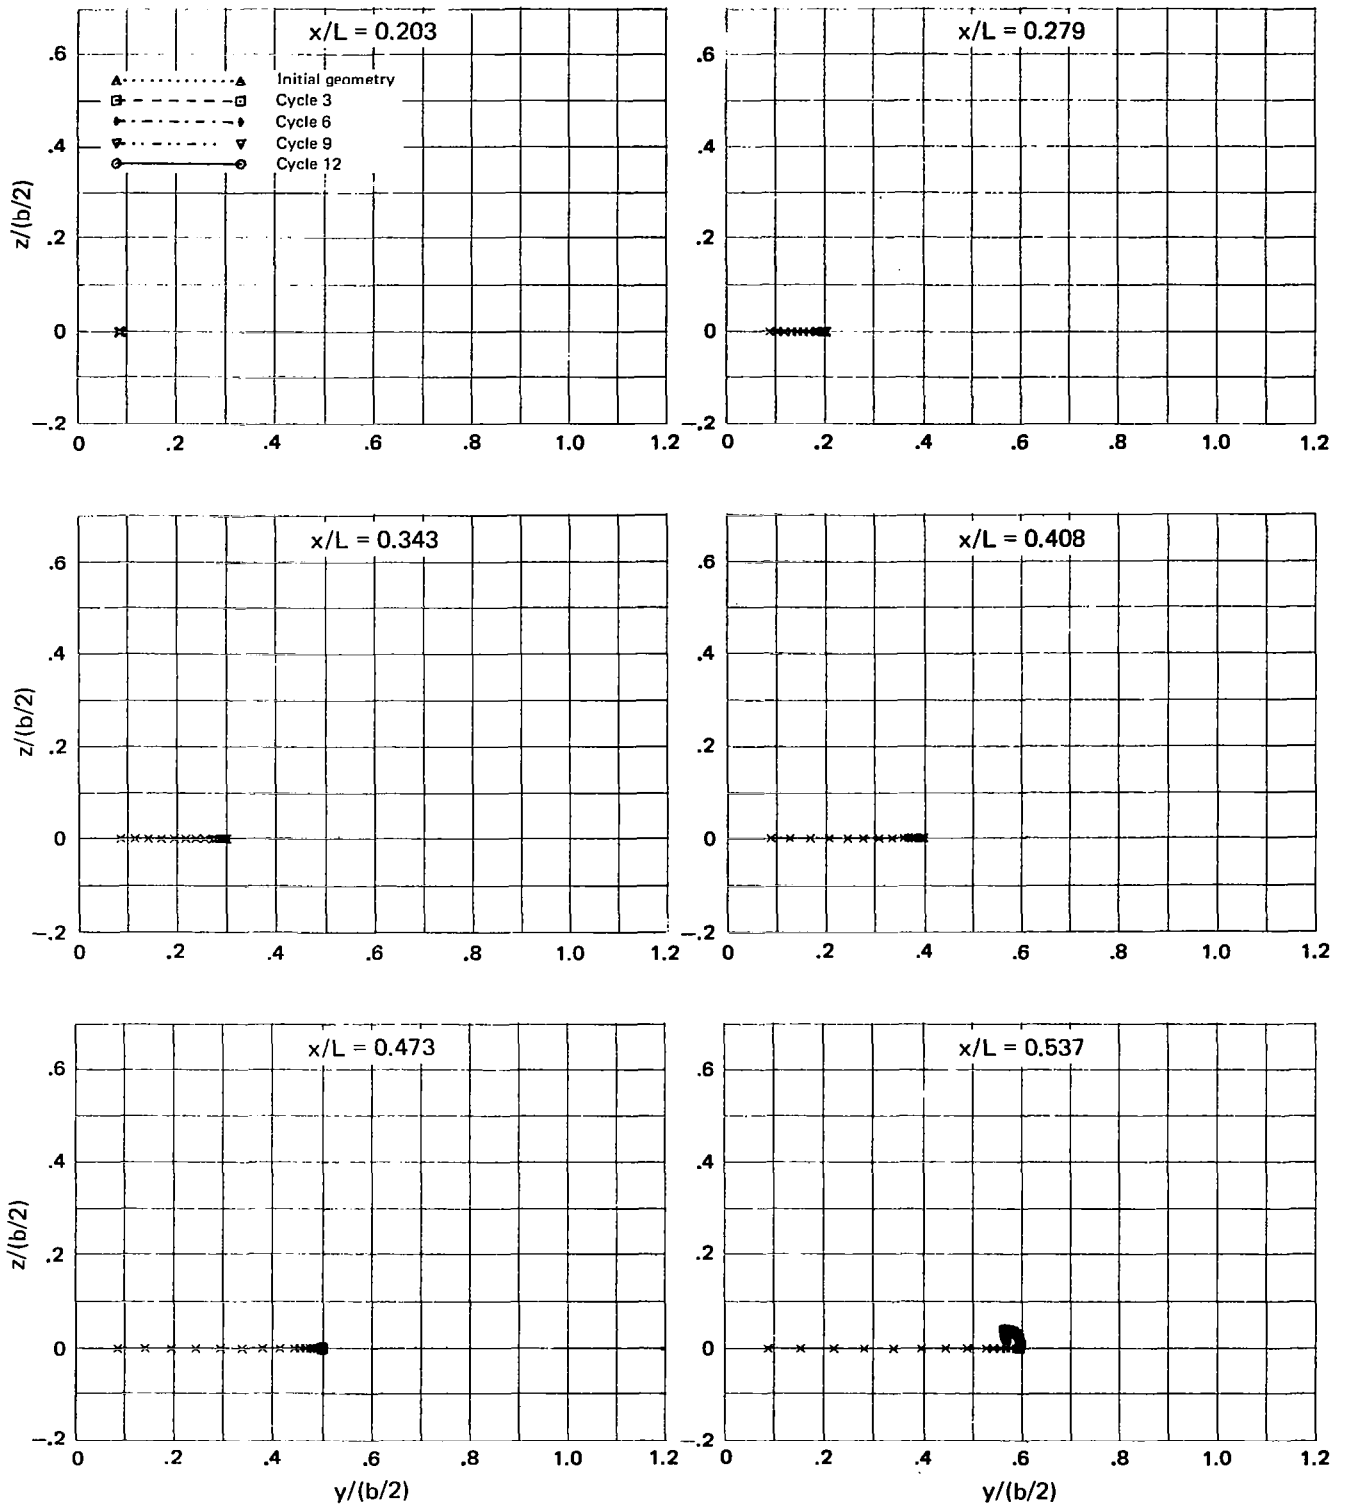 x/L = 0.203
.6
Initial geometry
Cycle 3
Cycle 6
Cycle 9
Cycle 12
.4
z/(b/2)
.2
0
−.2
0 .2 .4 .6 .8 1.0 1.2
x/L = 0.279
.6
.4
.2
0
−.2
0 .2 .4 .6 .8 1.0 1.2
x/L = 0.343
.6
.4
z/(b/2)
.2
0
−.2
0 .2 .4 .6 .8 1.0 1.2
x/L = 0.408
.6
.4
.2
0
−.2
0 .2 .4 .6 .8 1.0 1.2
x/L = 0.473
.6
.4
z/(b/2)
.2
0
−.2
0 .2 .4 .6 .8 1.0 1.2
y/(b/2)
x/L = 0.537
.6
.4
.2
0
−.2
0 .2 .4 .6 .8 1.0 1.2
y/(b/2)